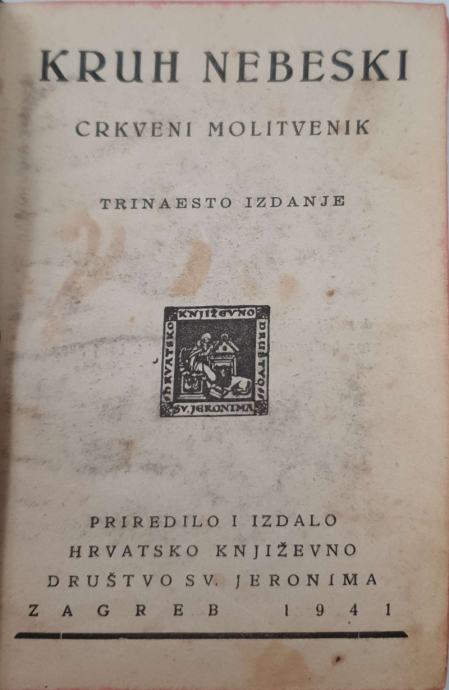 KRUH NEBESKI
CRKVENI MOLITVENIK
TRINAESTO IZDANJE
KNJIŽEVNO
HRVATSKO
DRUŠTVO
SV. JERONIMA
PRIREDILO I IZDALO
HRVATSKO KNJIŽEVNO
DRUŠTVO SV. JERONIMA
ZAGREB 1941